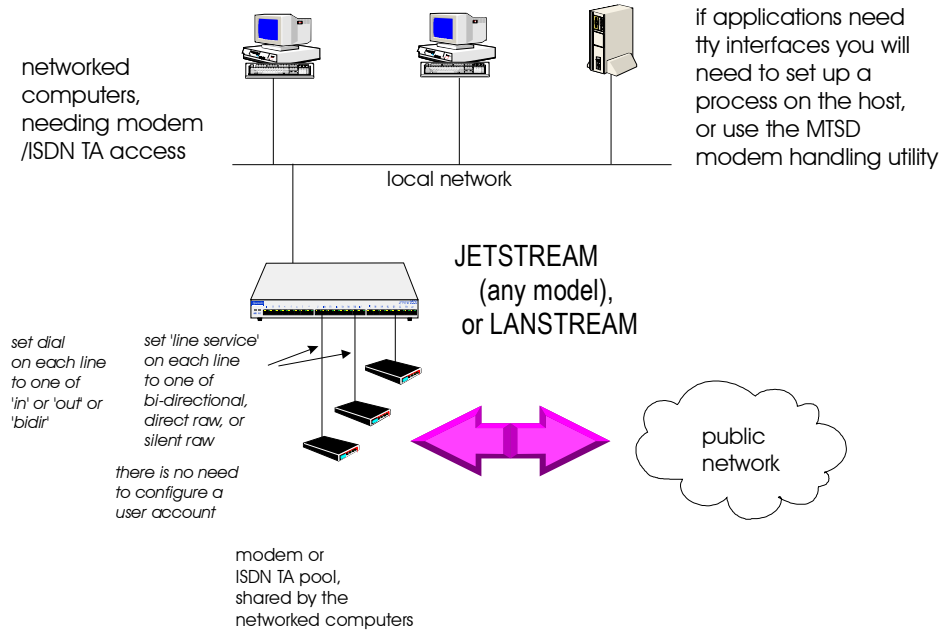 networked
computers,
needing modem
/ISDN TA access
if applications need
tty interfaces you will
need to set up a
process on the host,
or use the MTSD
modem handling utility
local network
JETSTREAM
(any model),
or LANSTREAM
set dial
on each line
to one of
'in' or 'out' or
'bidir'
set 'line service'
on each line
to one of
bi-directional,
direct raw, or
silent raw
there is no need
to configure a
user account
public
network
modem or
ISDN TA pool,
shared by the
networked computers